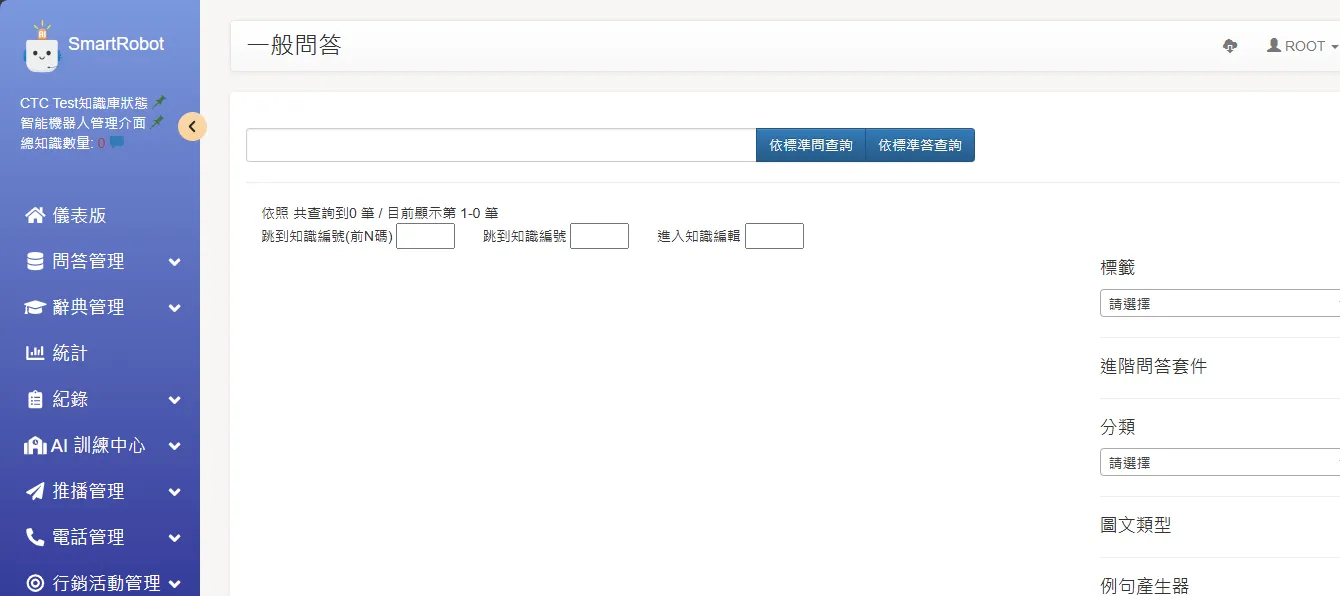 SmartRobot
CTC Test知識庫狀態
智能機器人管理介面
總知識數量: 0
儀表版
問答管理
辭典管理
統計
紀錄
AI 訓練中心
推播管理
電話管理
行銷活動管理
一般問答
ROOT
依標準問查詢 依標準答查詢
依照 共查詢到0 筆 / 目前顯示第 1-0 筆
跳到知識編號(前N碼) 跳到知識編號 進入知識編輯
標籤
請選擇
進階問答套件
分類
請選擇
圖文類型
例句產生器